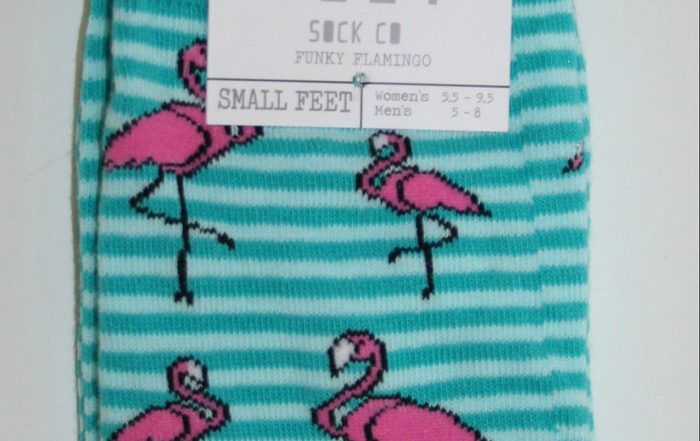 SOCK CO
FUNKY FLAMINGO
SMALL FEET
Women's 5.5 - 9.5
Men's 5 - 8